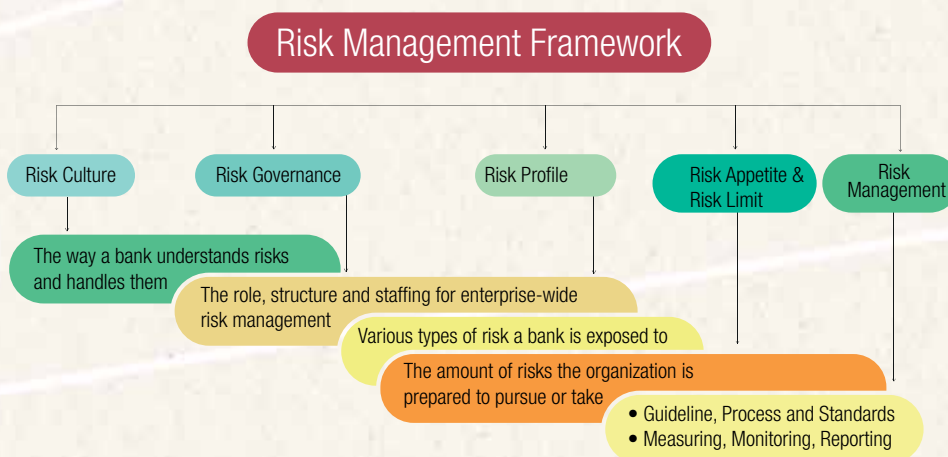 Risk Management Framework
Risk Culture
Risk Governance
Risk Profile
Risk Appetite &
Risk Limit
Risk
Management
The way a bank understands risks
and handles them
The role, structure and staffing for enterprise-wide
risk management
Various types of risk a bank is exposed to
The amount of risks the organization is
prepared to pursue or take
• Guideline, Process and Standards
• Measuring, Monitoring, Reporting